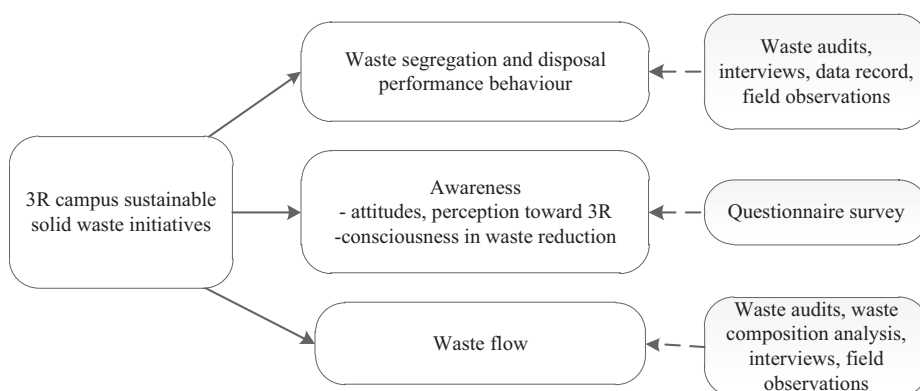 3R campus sustainable
solid waste initiatives
Waste segregation and disposal
performance behaviour
Waste audits,
interviews, data record,
field observations
Awareness
- attitudes, perception toward 3R
-consciousness in waste reduction
Questionnaire survey
Waste flow
Waste audits, waste
composition analysis,
interviews, field
observations